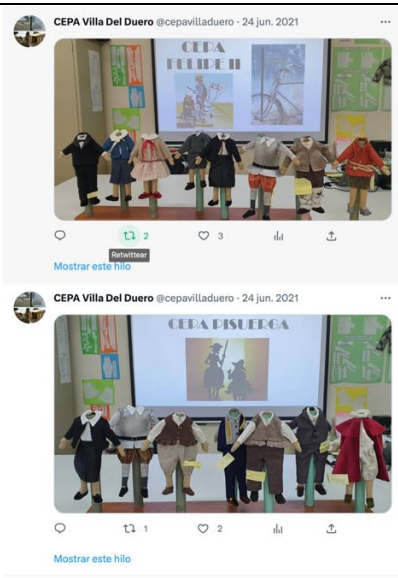 CEPA Villa Del Duero @cepavilladuero · 24 jun. 2021
CEPA
FELIPE II
2
3
Retwittear
Mostrar este hilo
CEPA Villa Del Duero @cepavilladuero · 24 jun. 2021
CEPA PISUERGA
1
2
Mostrar este hilo